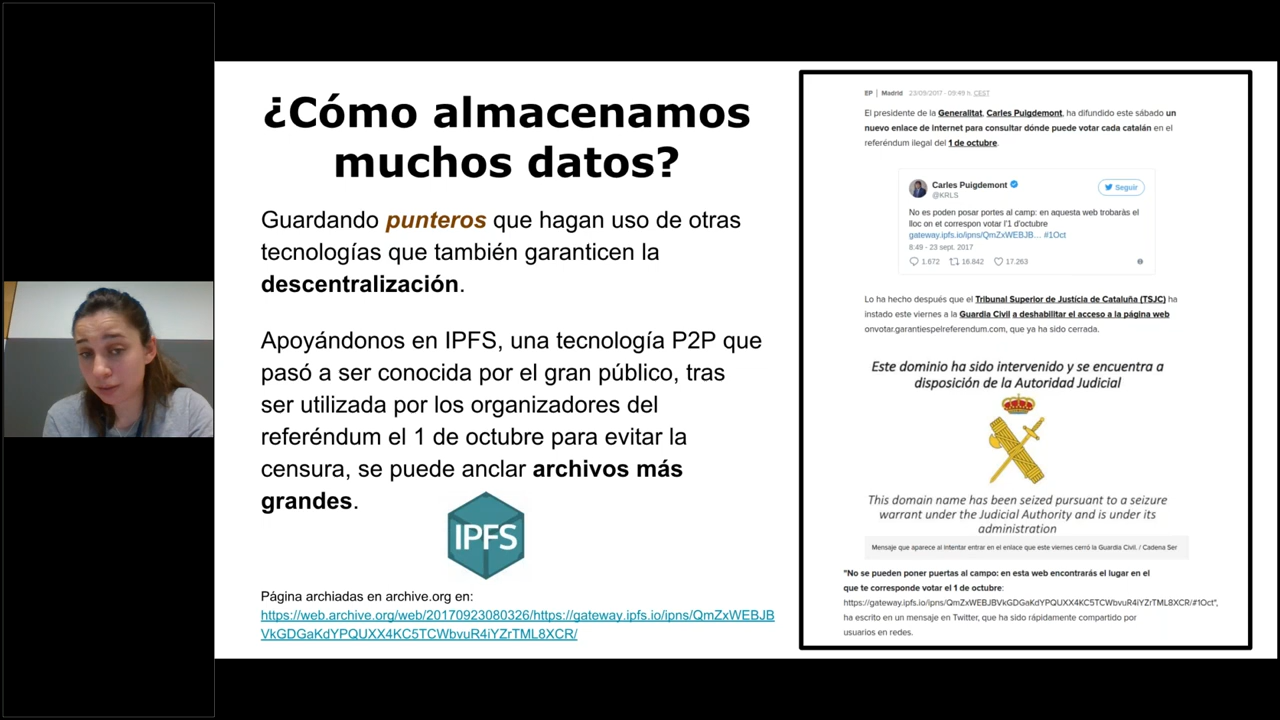 ¿Cómo almacenamos
muchos datos?
Guardando punteros que hagan uso de otras
tecnologías que también garanticen la
descentralización.
Apoyándonos en IPFS, una tecnología P2P que
pasó a ser conocida por el gran público, tras
ser utilizada por los organizadores del
referéndum el 1 de octubre para evitar la
censura, se puede anclar archivos más
grandes.
IPFS
Página archiadas en archive.org en:
https://web.archive.org/web/20170923080326/https://gateway.ipfs.io/ipns/QmZxWEBJB
VkGDGaKdYPQUXX4KC5TCWbvuR4iYZrTML8XCR/
EP | Madrid 23/09/2017 - 09:49 h. CEST
El presidente de la Generalitat, Carles Puigdemont, ha difundido este sábado un
nuevo enlace de internet para consultar dónde puede votar cada catalán en el
referéndum ilegal del 1 de octubre.
Carles Puigdemont
@KRLS
Seguir
No es poden posar portes al camp: en aquesta web trobaràs el
lloc on et correspon votar l'1 d'octubre
gateway.ipfs.io/ipns/QmZxWEBJB... #1Oct
8:49 - 23 sept. 2017
1.672 16.842 17.263
Lo ha hecho después que el Tribunal Superior de Justícia de Cataluña (TSJC) ha
instado este viernes a la Guardia Civil a deshabilitar el acceso a la página web
onvotar.garantiespelreferendum.com, que ya ha sido cerrada.
Este dominio ha sido intervenido y se encuentra a
disposición de la Autoridad Judicial
This domain name has been seized pursuant to a seizure
warrant under the Judicial Authority and is under its
administration
Mensaje que aparece al intentar entrar en el enlace que este viernes cerró la Guardia Civil. / Cadena Ser
"No se pueden poner puertas al campo: en esta web encontrarás el lugar en el
que te corresponde votar el 1 de octubre:
https://gateway.ipfs.io/ipns/QmZxWEBJBVkGDGaKdYPQUXX4KC5TCWbvuR4iYZrTML8XCR/#1Oct",
ha escrito en un mensaje en Twitter, que ha sido rápidamente compartido por
usuarios en redes.